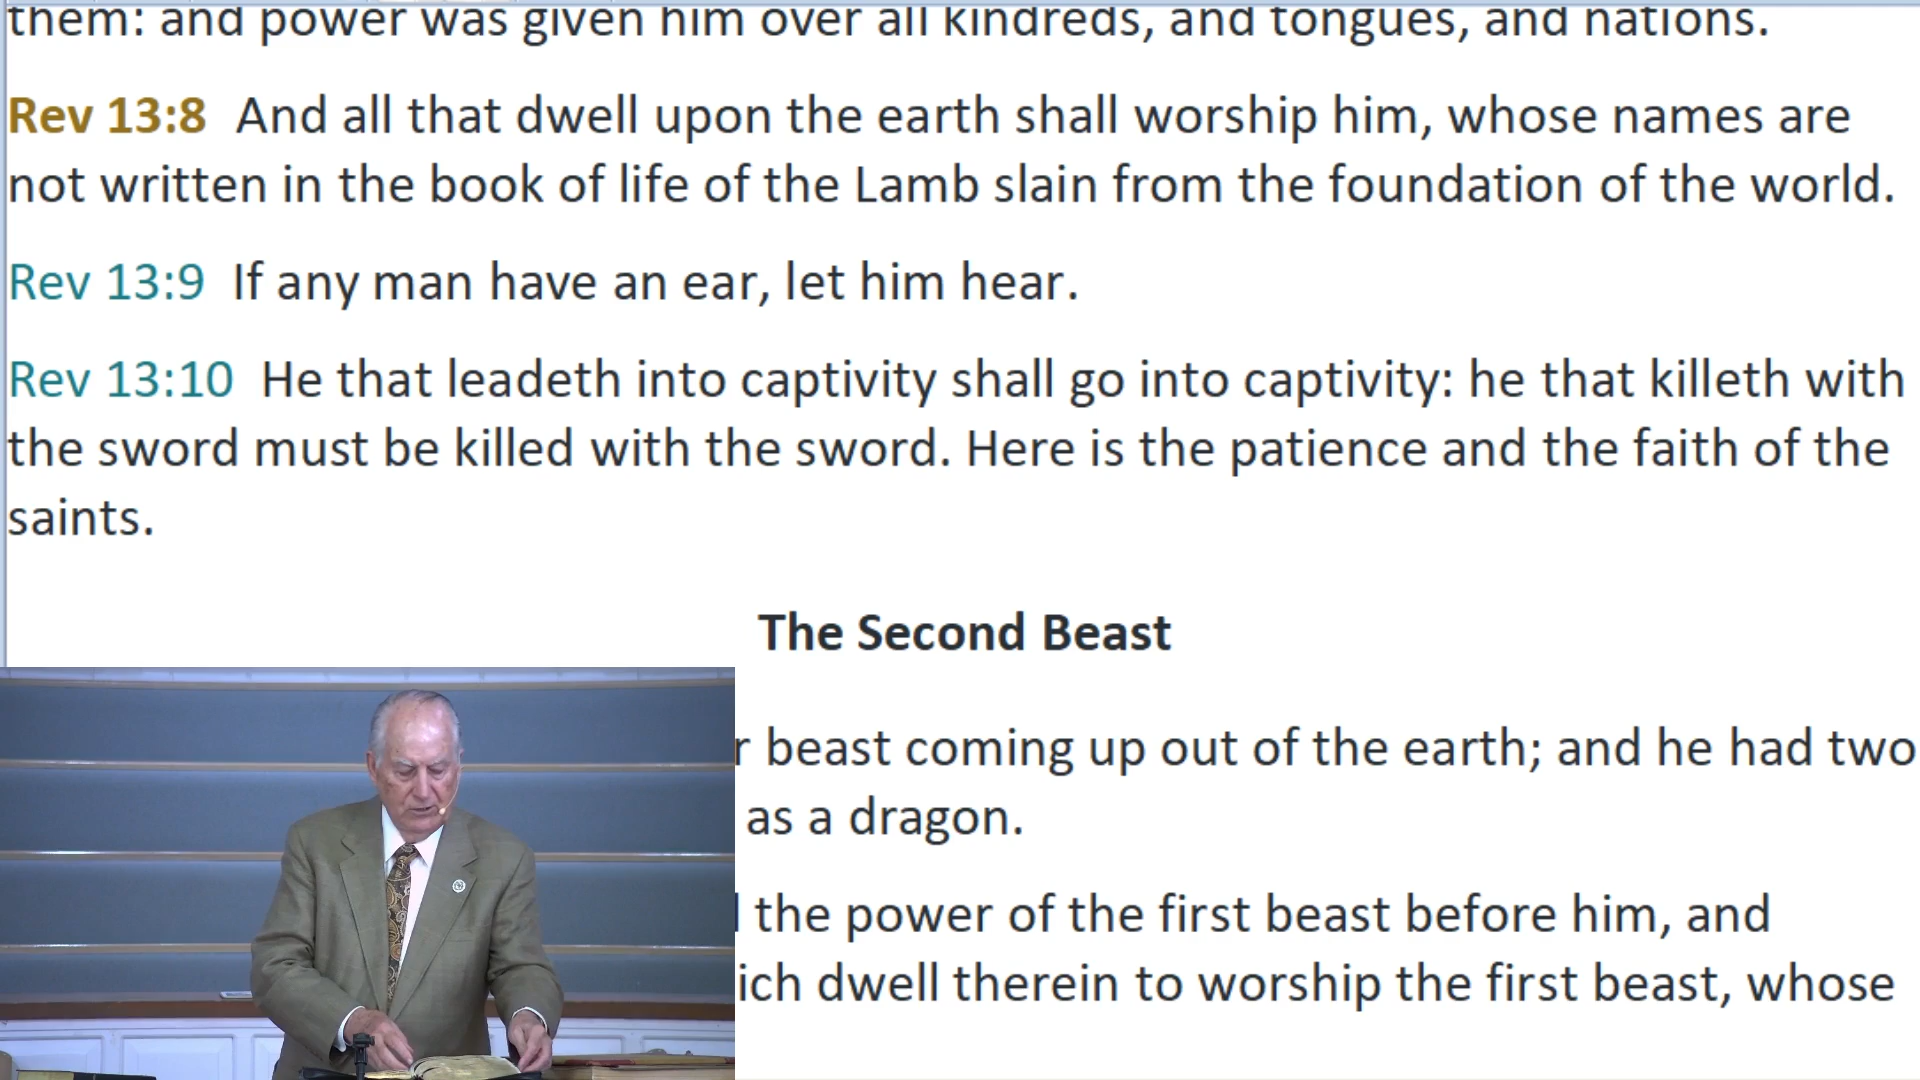 them: and power was given him over all kindreds, and tongues, and nations.
Rev 13:8 And all that dwell upon the earth shall worship him, whose names are
not written in the book of life of the Lamb slain from the foundation of the world.
Rev 13:9 If any man have an ear, let him hear.
Rev 13:10 He that leadeth into captivity shall go into captivity: he that killeth with
the sword must be killed with the sword. Here is the patience and the faith of the
saints.
The Second Beast
beast coming up out of the earth; and he had two
as a dragon.
the power of the first beast before him, and
ich dwell therein to worship the first beast, whose